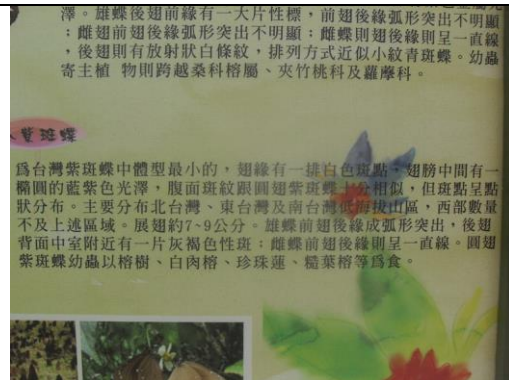 澤。雄蝶後翅前緣有一大片性標，前翅後緣弧形突出不明顯
；雌翅前翅後緣弧形突出不明顯；雌蝶則翅後緣則呈一直線
，後翅則有放射狀白條紋，排列方式近似小紋青斑蝶。幼蟲
寄主植 物則跨越桑科榕屬、夾竹桃科及蘿藦科。
斑蝶
爲台灣紫斑蝶中體型最小的，翅緣有一排白色斑點，翅膀中間有一
橢圓的藍紫色光澤，腹面斑紋跟圓翅紫斑蝶十分相似，但斑點呈點
狀分布。主要分布北台灣、東台灣及南台灣低海拔山區，西部數量
不及上述區域。展翅約7~9公分。雄蝶前翅後緣成弧形突出，後翅
背面中室附近有一片灰褐色性斑；雌蝶前翅後緣則呈一直線。圓翅
紫斑蝶幼蟲以榕樹、白肉榕、珍珠蓮、糙葉榕等爲食。